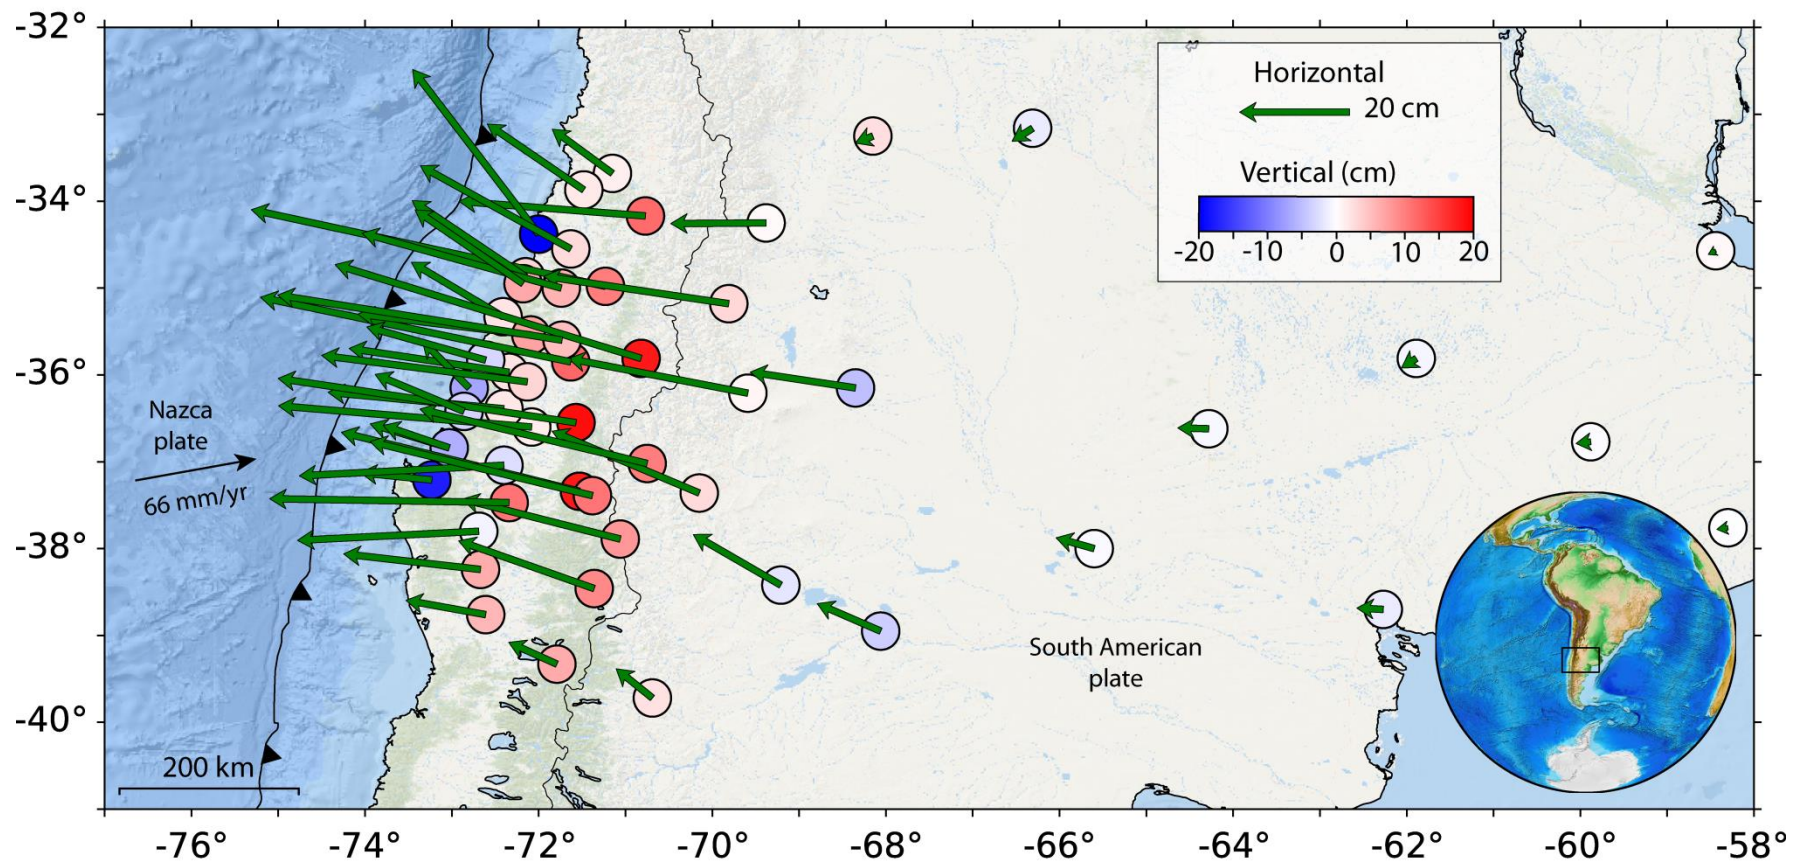 -32°
-34°
-36°
-38°
-40°
Horizontal
20 cm
Vertical (cm)
-20 -10 0 10 20
Nazca
plate
66 mm/yr
South American
plate
200 km
-76° -74° -72° -70° -68° -66° -64° -62° -60° -58°